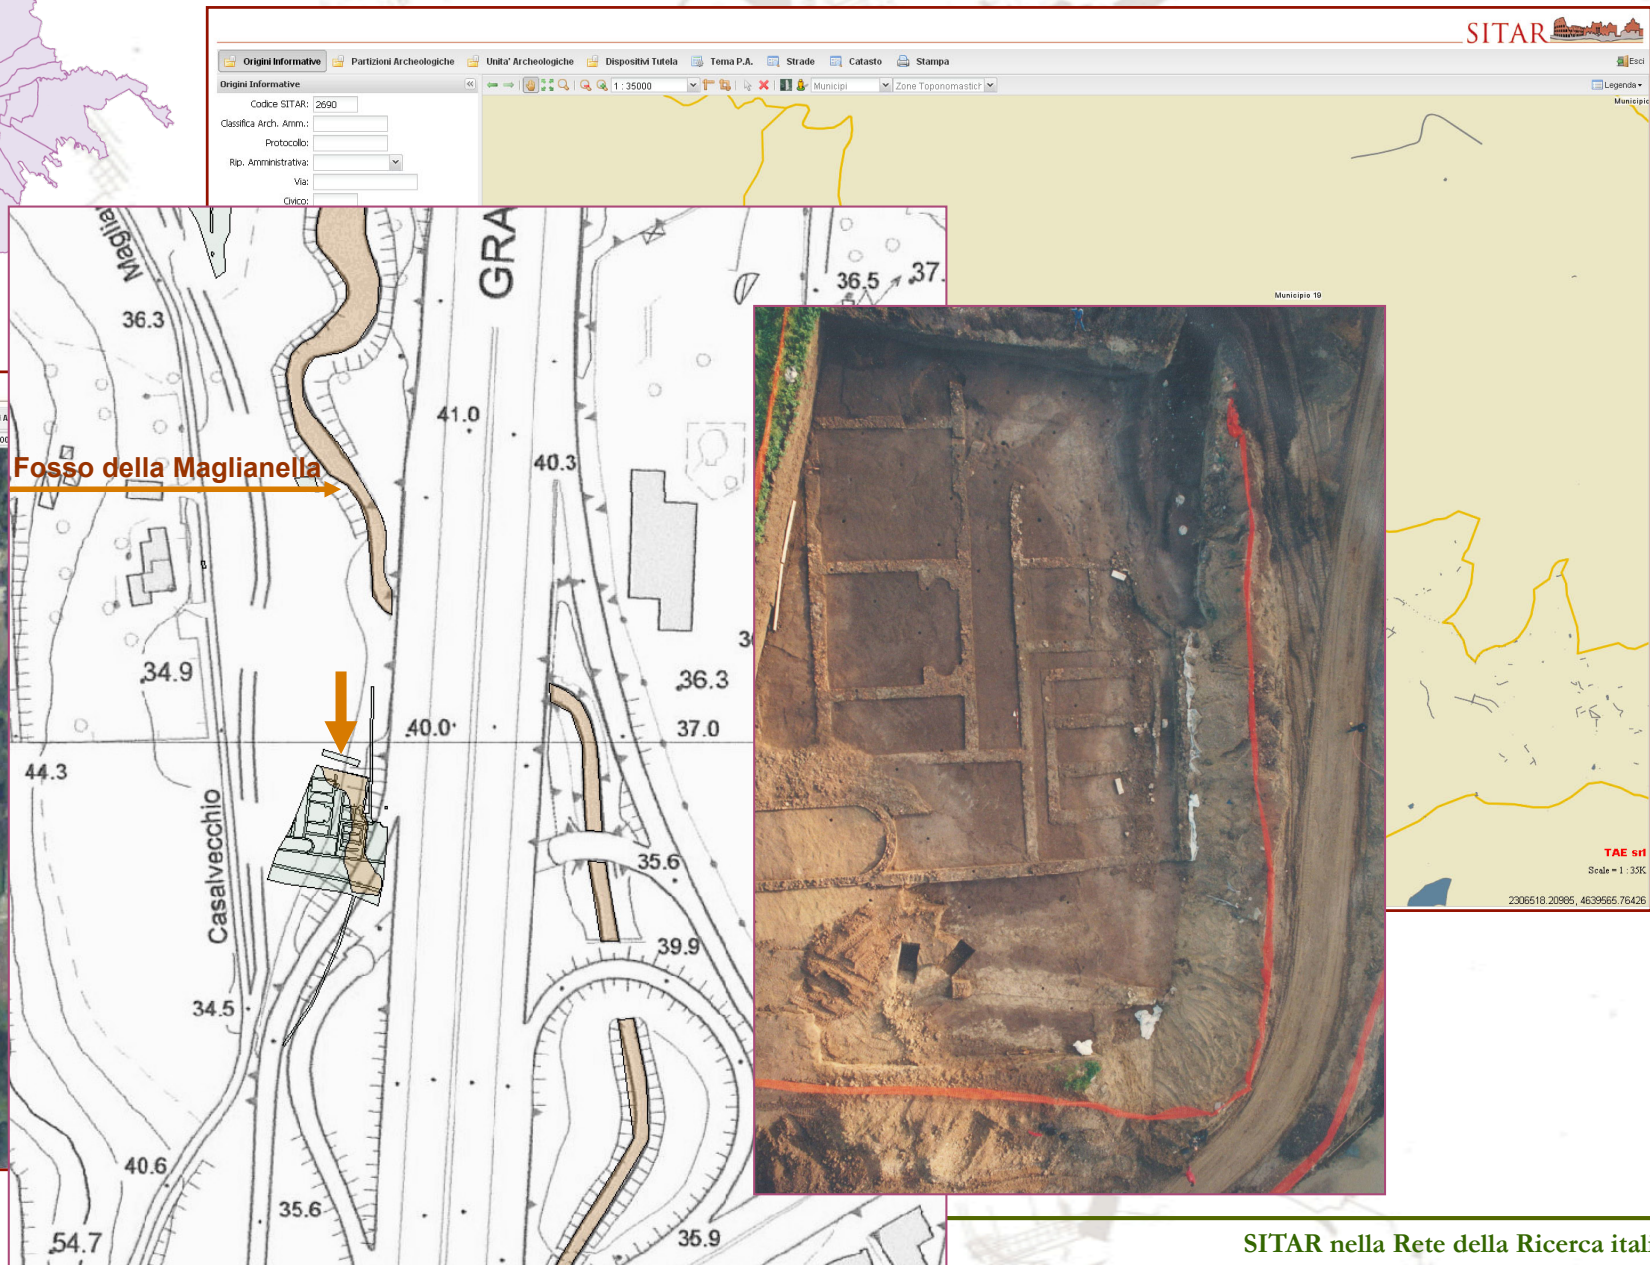 SITAR
Origini Informative Partizioni Archeologiche Unita' Archeologiche Dispositivi Tutela Tema P.A. Strade Catasto Stampa Esci
Origini Informative 1 : 35000 Municipi Zone Toponomastich Legenda
Codice SITAR: 2690
Classifica Arch. Amm.:
Protocollo:
Rip. Amministrativa:
Via:
Civico:
Municipio
Municipio 19
GRA
36.5
37.
36.3
41.0
40.3
Fosso della Maglianella
34.9
36.3
40.0
37.0
44.3
Casalvecchio
35.6
39.9
34.5
40.6
35.6
35.9
54.7
TAE srl
Scale = 1 : 35K
2306518.20985, 4639565.76426
SITAR nella Rete della Ricerca ital